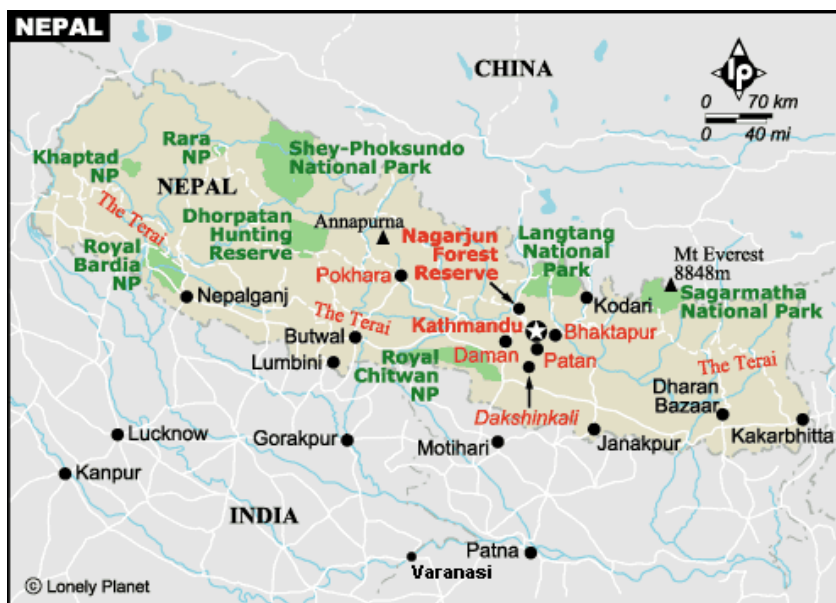 NEPAL
CHINA
lp
0 70 km
0 40 mi
Rara
NP
Khaptad
NP
Shey-Phoksundo
National Park
NEPAL
The Terai
Dhorpatan
Hunting
Reserve
Annapurna
Nagarjun
Forest
Reserve
Langtang
National
Park
Mt Everest
8848m
Royal
Bardia
NP
Pokhara
Nepalganj
Kodari
Sagarmatha
National Park
The Terai
Kathmandu
Bhaktapur
Butwal
Daman
Patan
The Terai
Lumbini
Royal
Chitwan
NP
Dharan
Bazaar
Dakshinkali
Lucknow
Gorakpur
Motihari
Janakpur
Kakarbhitta
Kanpur
INDIA
Patna
Varanasi
© Lonely Planet